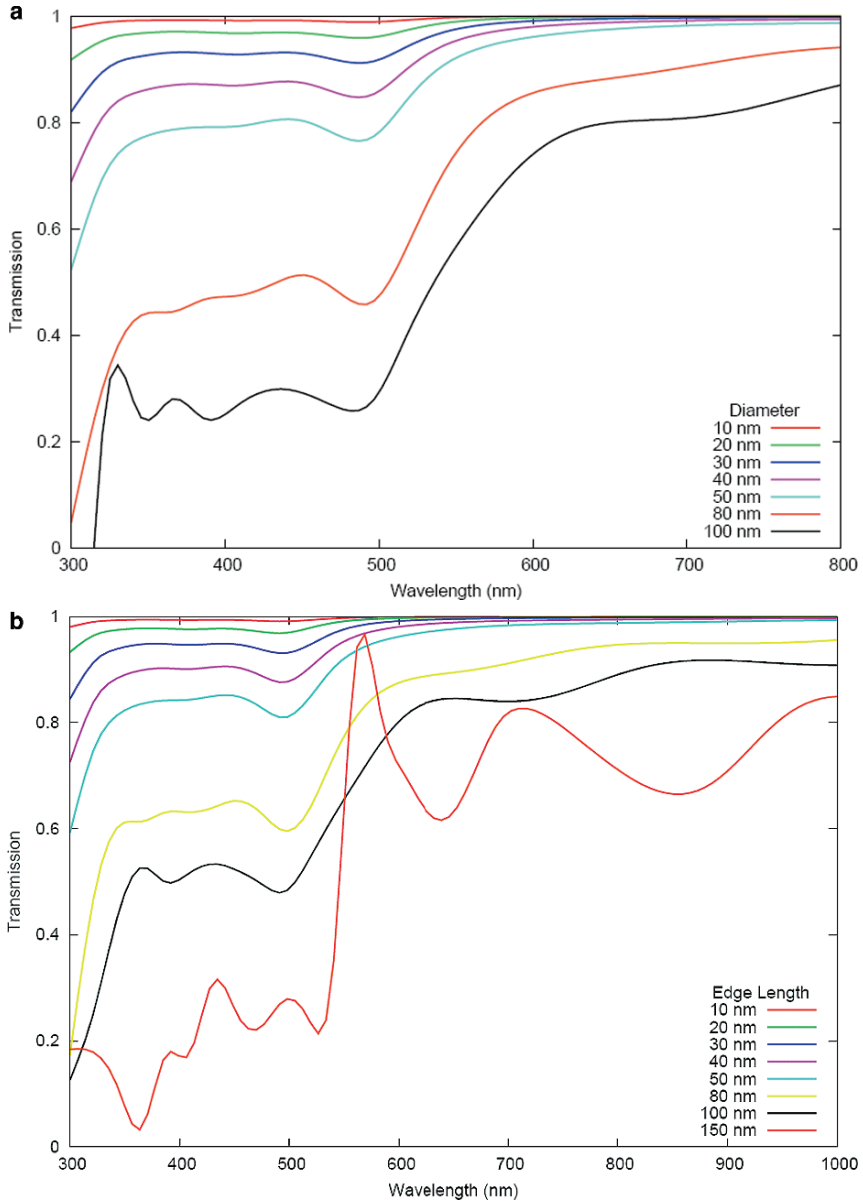 a
1
0.8
0.6
0.4
0.2
0
Transmission
300
400
500
600
700
800
Wavelength (nm)
Diameter
10 nm
20 nm
30 nm
40 nm
50 nm
80 nm
100 nm
b
1
0.8
0.6
0.4
0.2
0
Transmission
300
400
500
600
700
800
900
1000
Wavelength (nm)
Edge Length
10 nm
20 nm
30 nm
40 nm
50 nm
80 nm
100 nm
150 nm